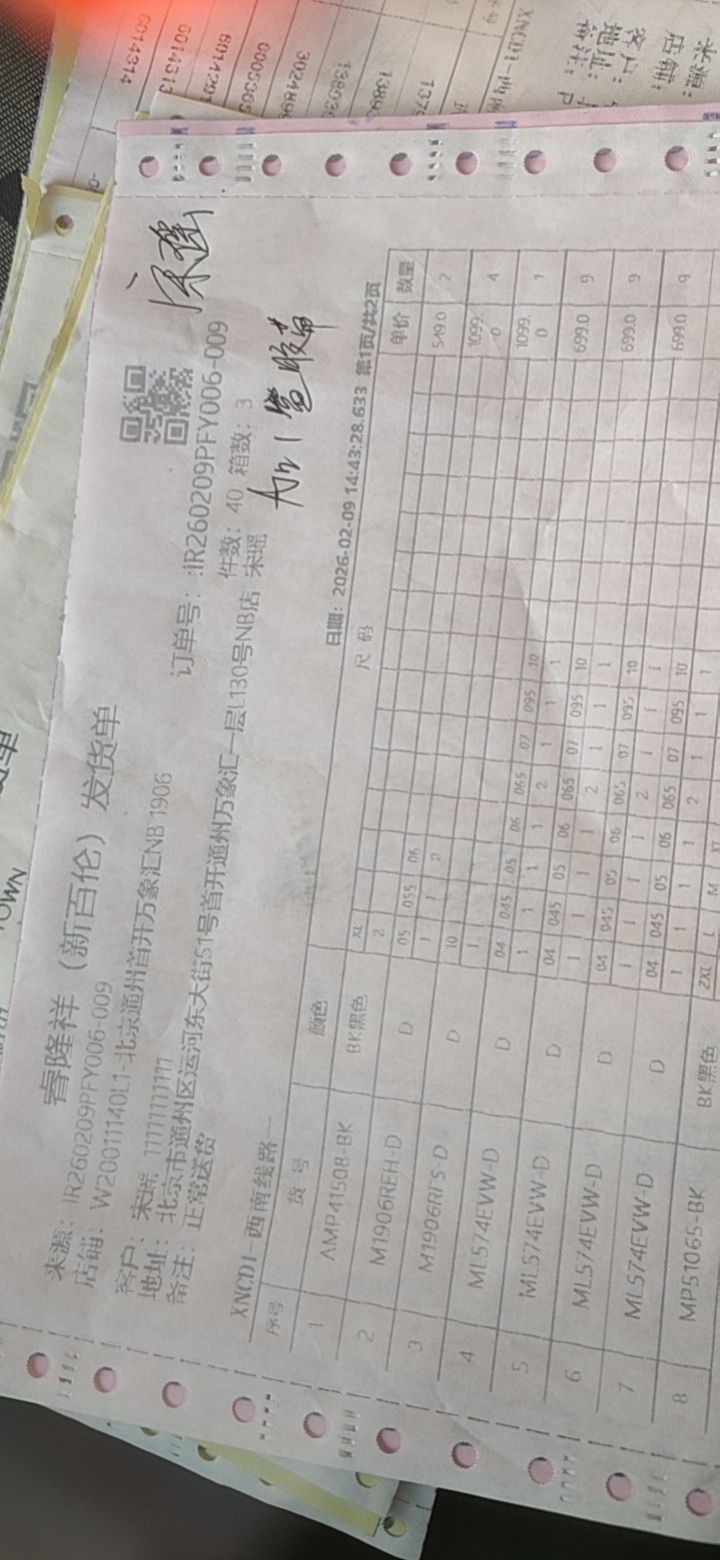 睿隆祥（新百伦）发货单
来源：IR260209PFY006-009
订单号：:IR260209PFY006-009
店铺：W20011140L1-北京通州首开万象汇NB 1906
件数：40 箱数：3
客户：宋瑶 11111111111
地址：北京市通州区运河东大街51号首开通州万象汇一层L130号NB店 宋瑶
备注：正常送费
XNCD1-西南线路一
日期：2026-02-09 14:43:28.633 第1页/共2页
序号 货号 颜色 尺码 单价 数量
1 AMP41508-BK BK黑色 XL
2 549.0 2
2 M1906REH-D D 05 055 06
1 1 2 1099.0 4
3 M1906RFS-D D 10
1 1099.0 1
4 ML574EVW-D D 04 045 05 06 065 07 095 10
1 1 1 1 2 1 1 1 699.0 9
5 ML574EVW-D D 04 045 05 06 065 07 095 10
1 1 1 1 2 1 1 1 699.0 9
6 ML574EVW-D D 04 045 05 06 065 07 095 10
1 1 1 1 2 1 1 1 699.0 9
7 ML574EVW-D D 04 045 05 06 065 07 095 10
1 1 1 1 2 1 1 1
8 MP51065-BK BK黑色 2XL L M XL
6014314
6014313